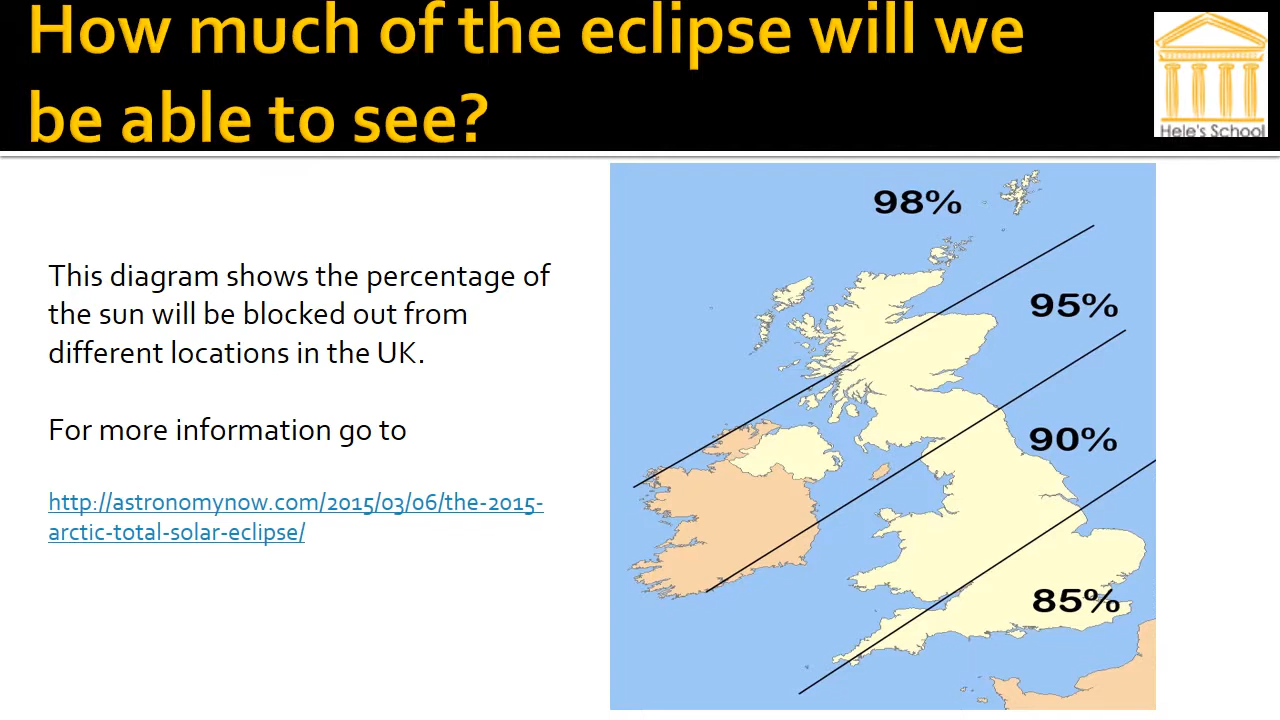 How much of the eclipse will we
be able to see?
Hele's School
This diagram shows the percentage of
the sun will be blocked out from
different locations in the UK.
For more information go to
http://astronomynow.com/2015/03/06/the-2015-
arctic-total-solar-eclipse/
98%
95%
90%
85%